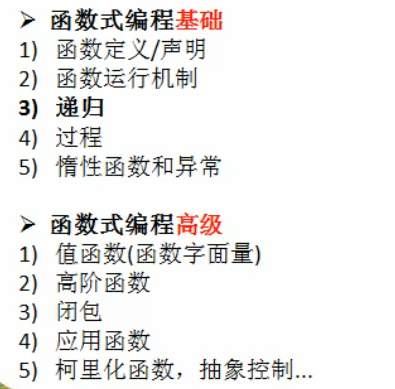 ➢ 函数式编程基础
1) 函数定义/声明
2) 函数运行机制
3) 递归
4) 过程
5) 惰性函数和异常
➢ 函数式编程高级
1) 值函数(函数字面量)
2) 高阶函数
3) 闭包
4) 应用函数
5) 柯里化函数，抽象控制...